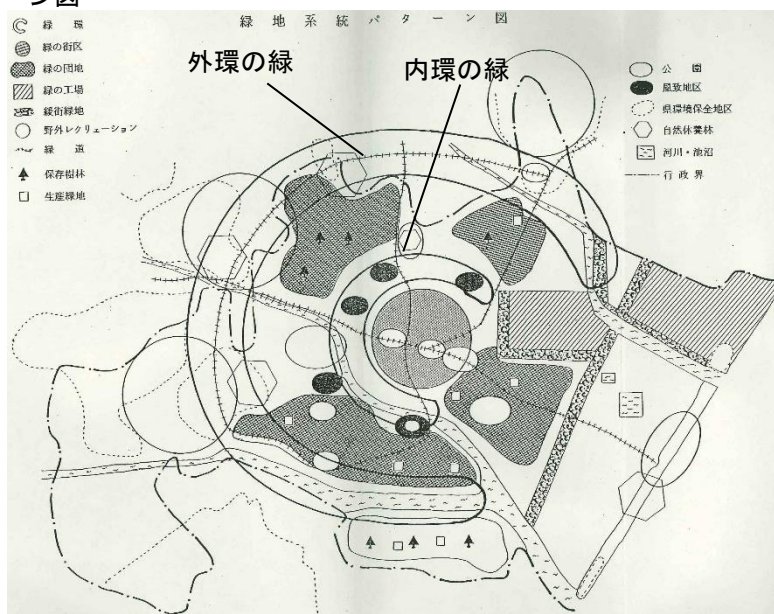 ン図
緑地系統パターン図
外環の緑
内環の緑
緑環
緑の街区
緑の団地
緑の工場
緩衝緑地
野外レクリェーション
緑道
保存樹林
生産緑地
公園
風致地区
県環境保全地区
自然休養林
河川・池沼
行政界